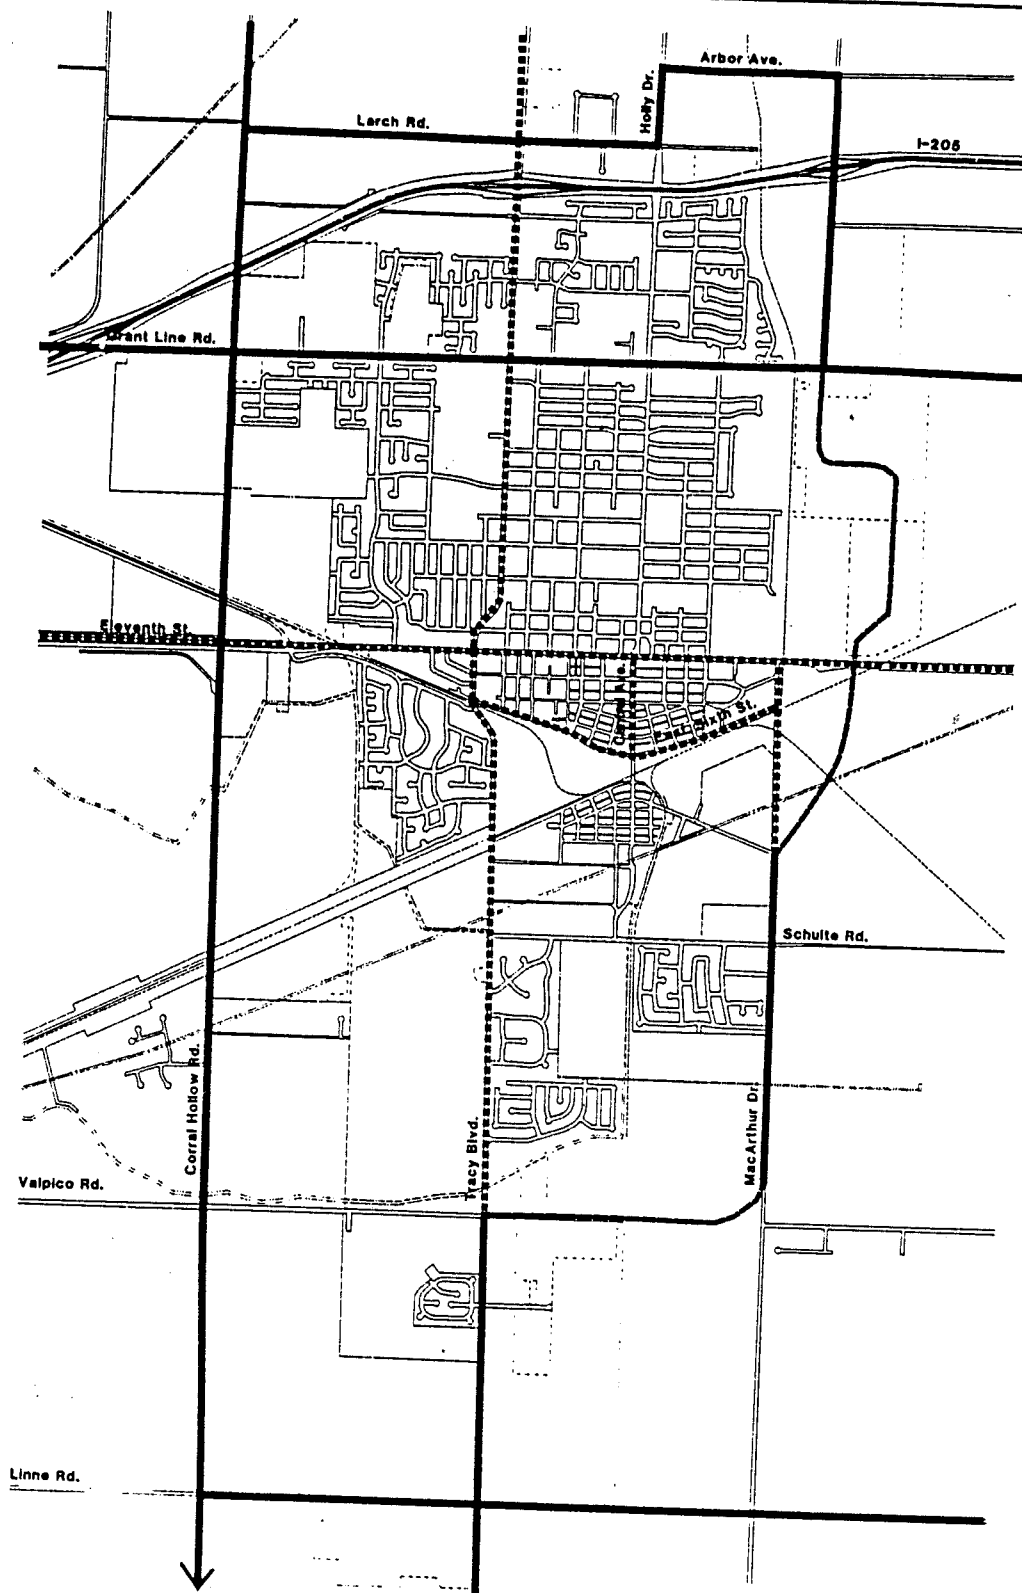 Arbor Ave.
Holly Dr.
Larch Rd.
I-205
Grant Line Rd.
Eleventh St.
Central Ave.
East Sixth St.
Schulte Rd.
Corral Hollow Rd.
Tracy Blvd.
MacArthur Dr.
Valpico Rd.
Linne Rd.